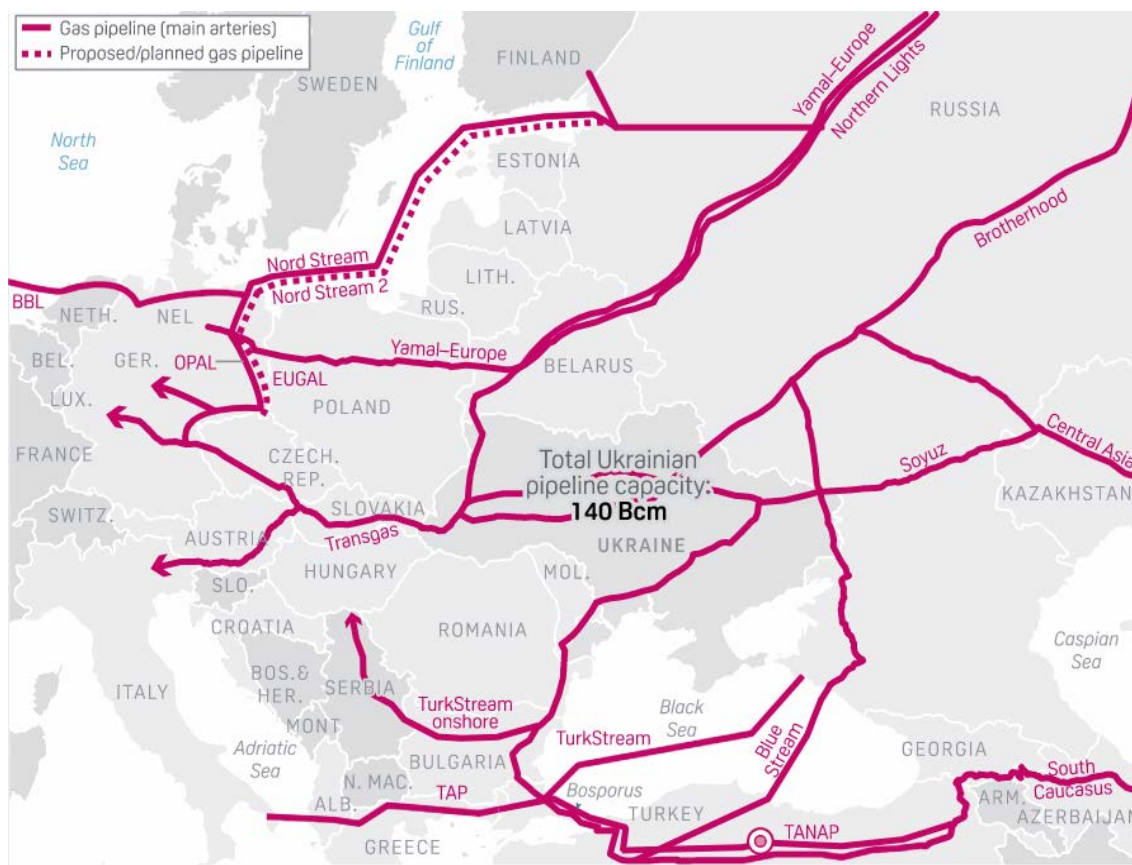 Gas pipeline (main arteries)
Proposed/planned gas pipeline
Gulf
of
Finland
FINLAND
SWEDEN
North
Sea
Yamal–Europe
Northern Lights
RUSSIA
ESTONIA
LATVIA
Brotherhood
Nord Stream
Nord Stream 2
LITH.
RUS.
BBL
NETH.
NEL
BEL.
GER.
OPAL
EUGAL
Yamal–Europe
BELARUS
LUX.
POLAND
FRANCE
CZECH.
REP.
Total Ukrainian
pipeline capacity:
140 Bcm
UKRAINE
Soyuz
Central Asia
KAZAKHSTAN
SWITZ.
SLOVAKIA
Transgas
AUSTRIA
HUNGARY
MOL.
SLO.
CROATIA
ROMANIA
Caspian
Sea
ITALY
BOS.&
HER.
SERBIA
MONT
TurkStream
onshore
Black
Sea
TurkStream
Blue
Stream
GEORGIA
Adriatic
Sea
BULGARIA
N. MAC.
ALB.
TAP
Bosporus
TURKEY
TANAP
South
Caucasus
ARM.
AZERBAIJAN
GREECE